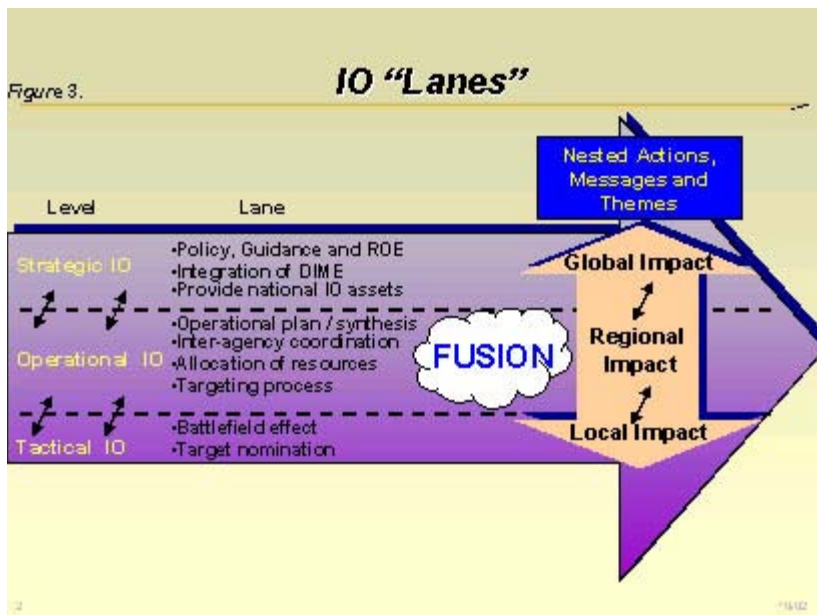 Figure 3.
IO “Lanes”
Nested Actions,
Messages and
Themes
Level
Lane
Strategic IO
•Policy, Guidance and ROE
•Integration of DIME
•Provide national IO assets
Global Impact
Operational IO
•Operational plan / synthesis
•Inter-agency coordination
•Allocation of resources
•Targeting process
FUSION
Regional
Impact
Tactical IO
•Battlefield effect
•Target nomination
Local Impact
2